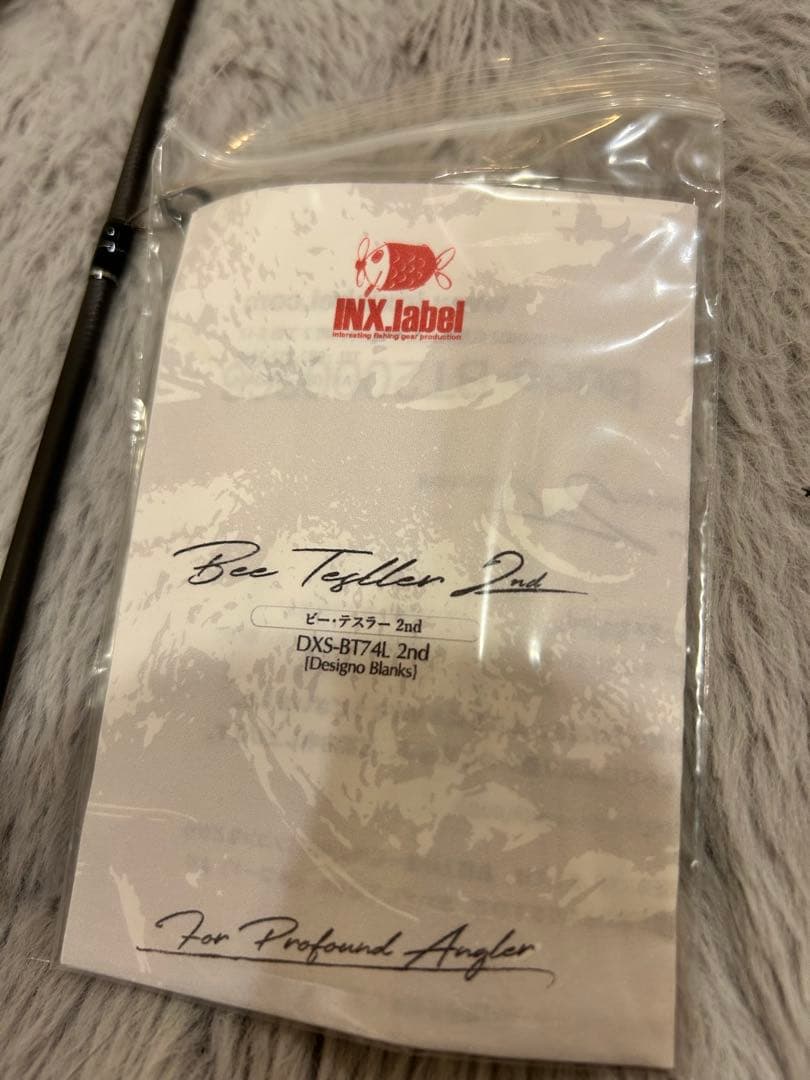 INX.label
interesting fishing gear production
Bee Tesller 2nd
ビー・テスラー 2nd
DXS-BT74L 2nd
[Designo Blanks]
For Profound Angler